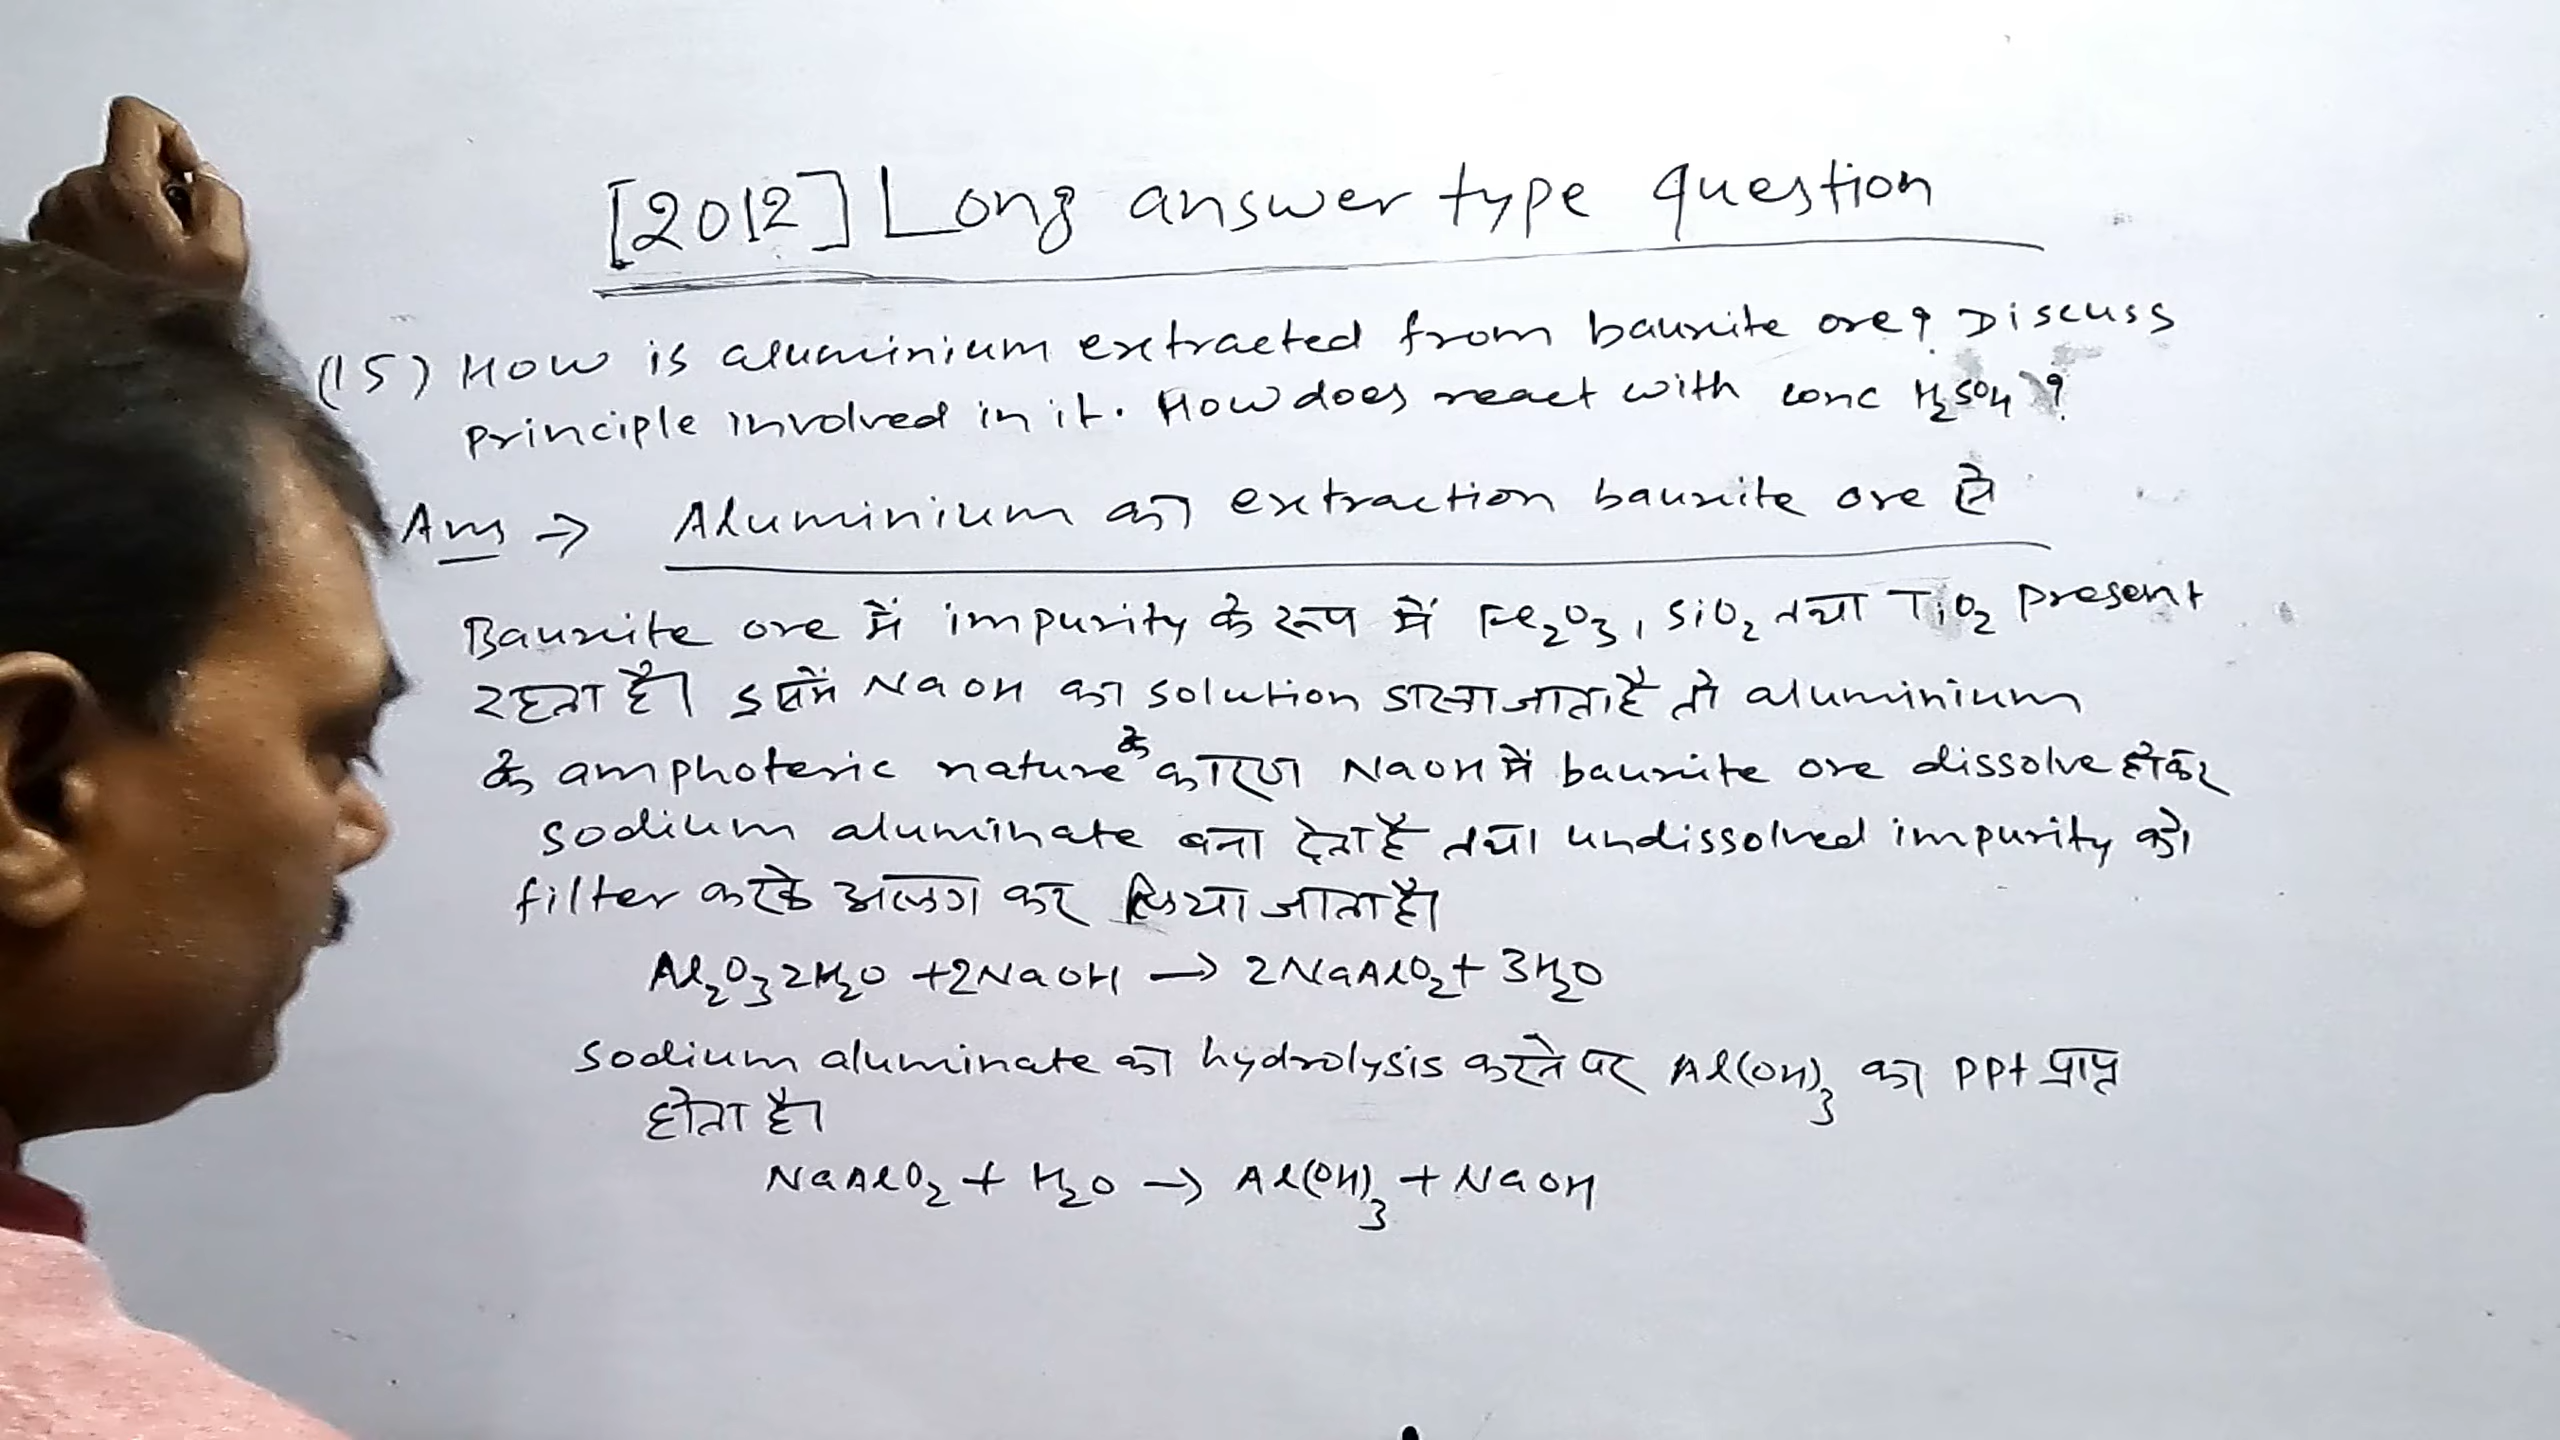 [2012] Long answer type question
(15) How is aluminium extracted from bauxite ore? Discuss
principle involved in it. How does react with conc H₂SO₄?
Ans → Aluminium का extraction bauxite ore से
Bauxite ore में impurity के रूप में Fe₂O₃, SiO₂ तथा TiO₂ present
रहता है। इसमें NaOH का solution डाला जाता है तो aluminium
के amphoteric nature के कारण NaOH में bauxite ore dissolve होकर
sodium aluminate बना देता है तथा undissolved impurity को
filter करके अलग कर लिया जाता है।
Al₂O₃2H₂O +2NaOH → 2NaAlO₂+ 3H₂O
Sodium aluminate का hydrolysis करने पर Al(OH)₃ का ppt प्राप्त
होता है।
NaAlO₂ + H₂O → Al(OH)₃ + NaOH